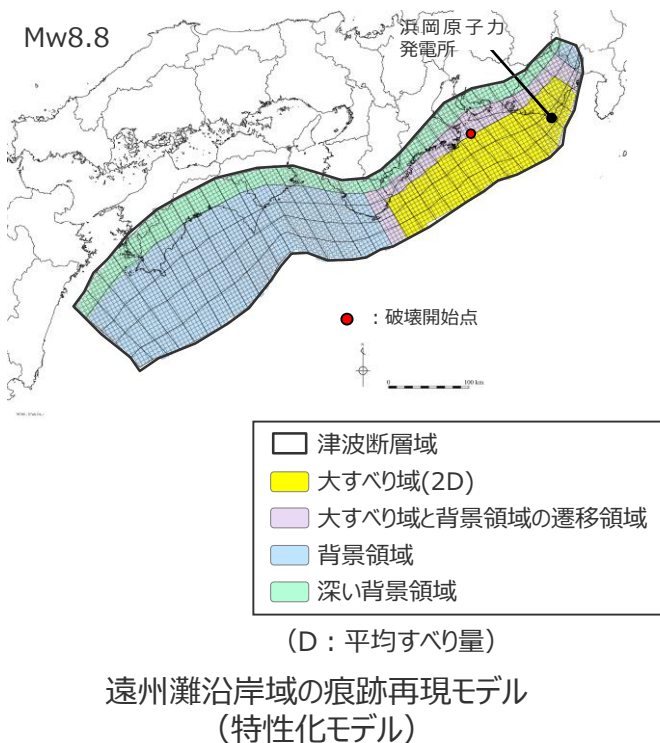 Mw8.8
浜岡原子力
発電所
：破壊開始点
0 100 km
津波断層域
大すべり域(2D)
大すべり域と背景領域の遷移領域
背景領域
深い背景領域
（D：平均すべり量）
遠州灘沿岸域の痕跡再現モデル
（特性化モデル）